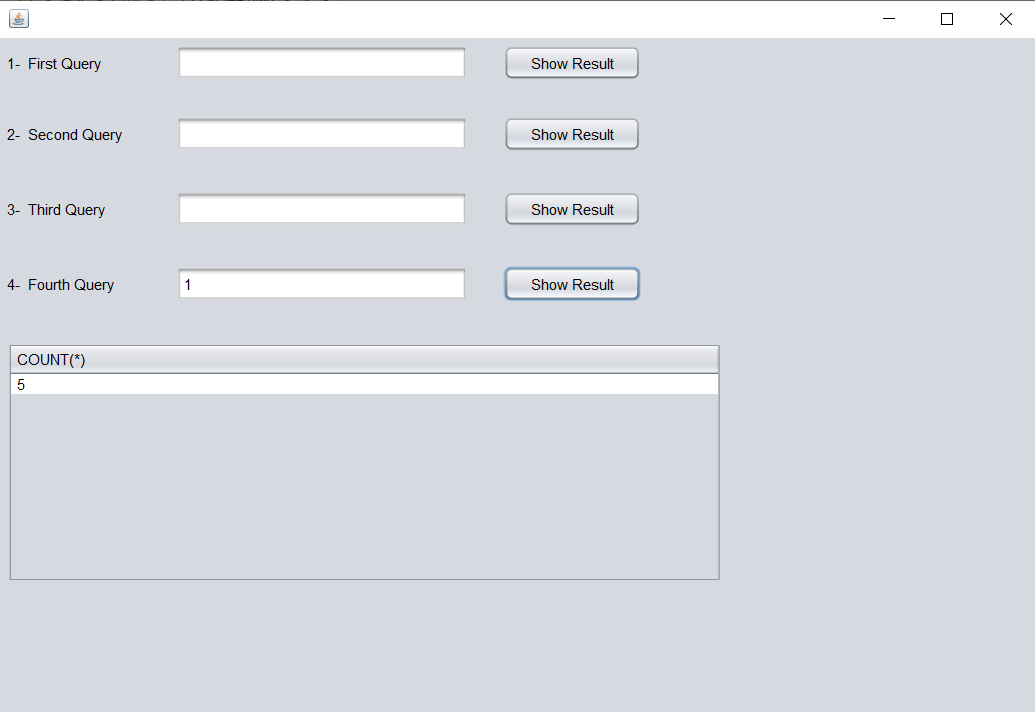 1- First Query Show Result
2- Second Query Show Result
3- Third Query Show Result
4- Fourth Query 1 Show Result
COUNT(*)
5